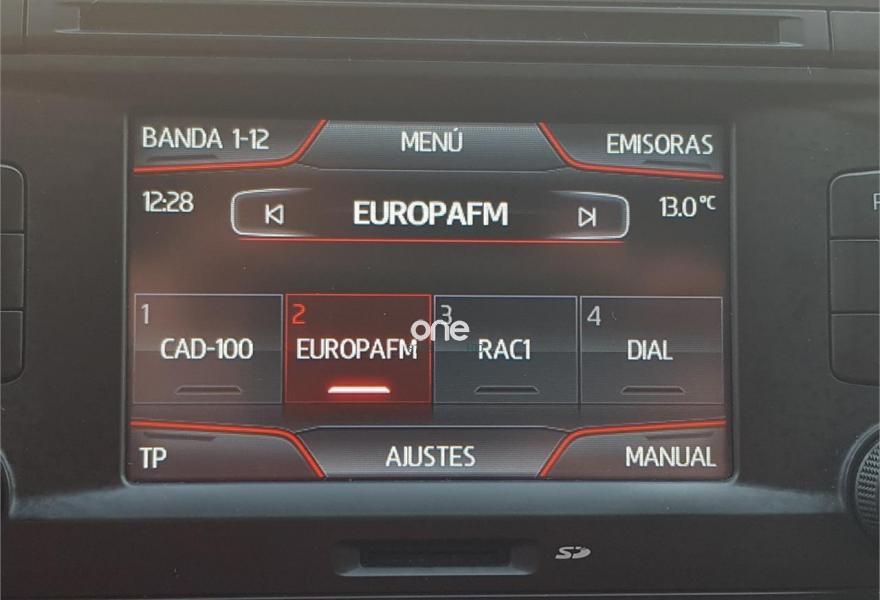 BANDA 1-12 MENÚ EMISORAS
12:28 EUROPAFM 13.0°C
1 2 3 4
one
CAD-100 EUROPAFM RAC1 DIAL
TP AJUSTES MANUAL
SD